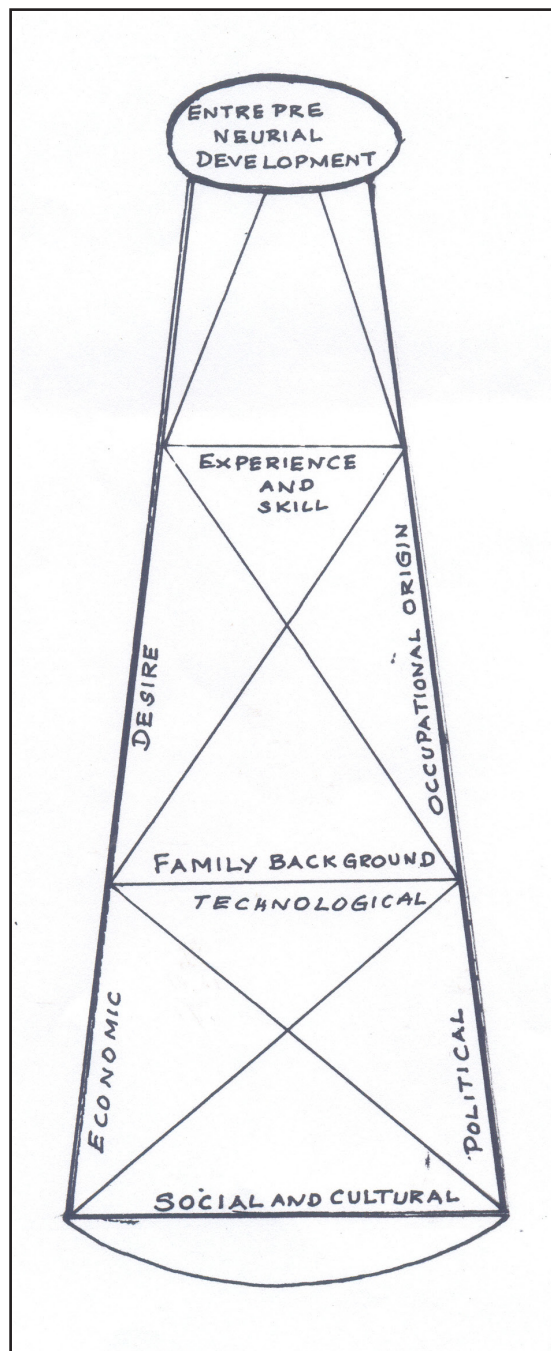 ENTRE PRE
NEURIAL
DEVELOPMENT
EXPERIENCE
AND
SKILL
DESIRE
OCCUPATIONAL ORIGIN
FAMILY BACKGROUND
TECHNOLOGICAL
ECONOMIC
POLITICAL
SOCIAL AND CULTURAL